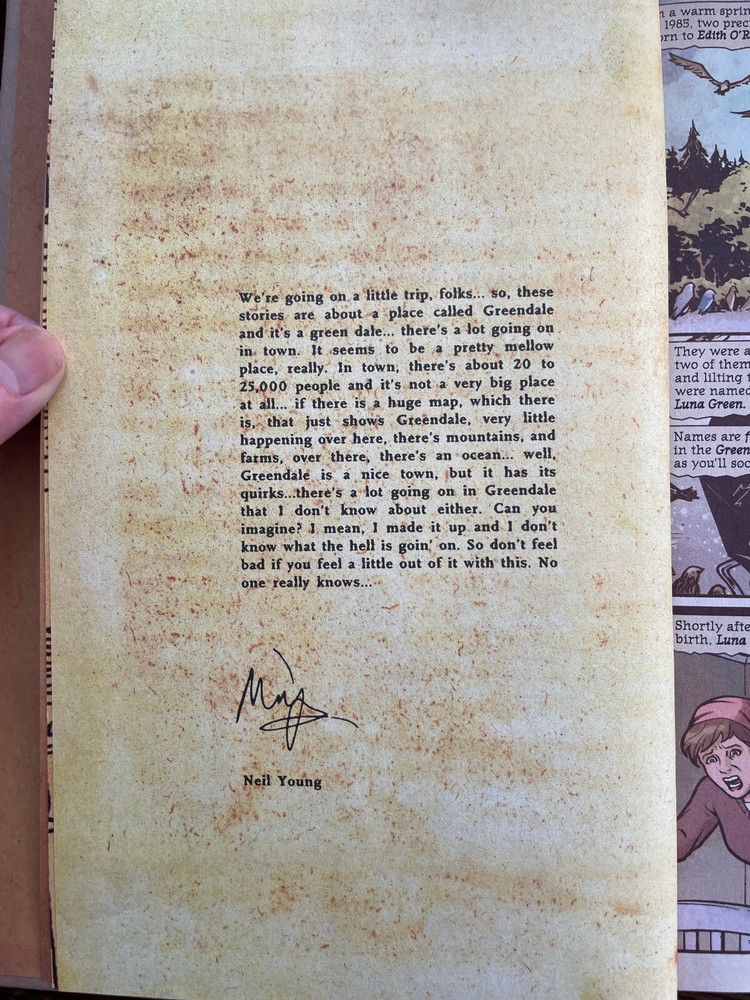 We're going on a little trip, folks... so, these
stories are about a place called Greendale
and it's a green dale... there's a lot going on
in town. It seems to be a pretty mellow
place, really. In town, there's about 20 to
25,000 people and it's not a very big place
at all... if there is a huge map, which there
is, that just shows Greendale, very little
happening over here, there's mountains, and
farms, over there, there's an ocean... well,
Greendale is a nice town, but it has its
quirks...there's a lot going on in Greendale
that I don't know about either. Can you
imagine? I mean, I made it up and I don't
know what the hell is goin' on. So don't feel
bad if you feel a little out of it with this. No
one really knows...
Neil Young
a warm
1985, two
to Edith
They were
two of them
and lilting
were named
Luna Green.
Names are
in the Green
as you'll
Shortly
birth, Luna